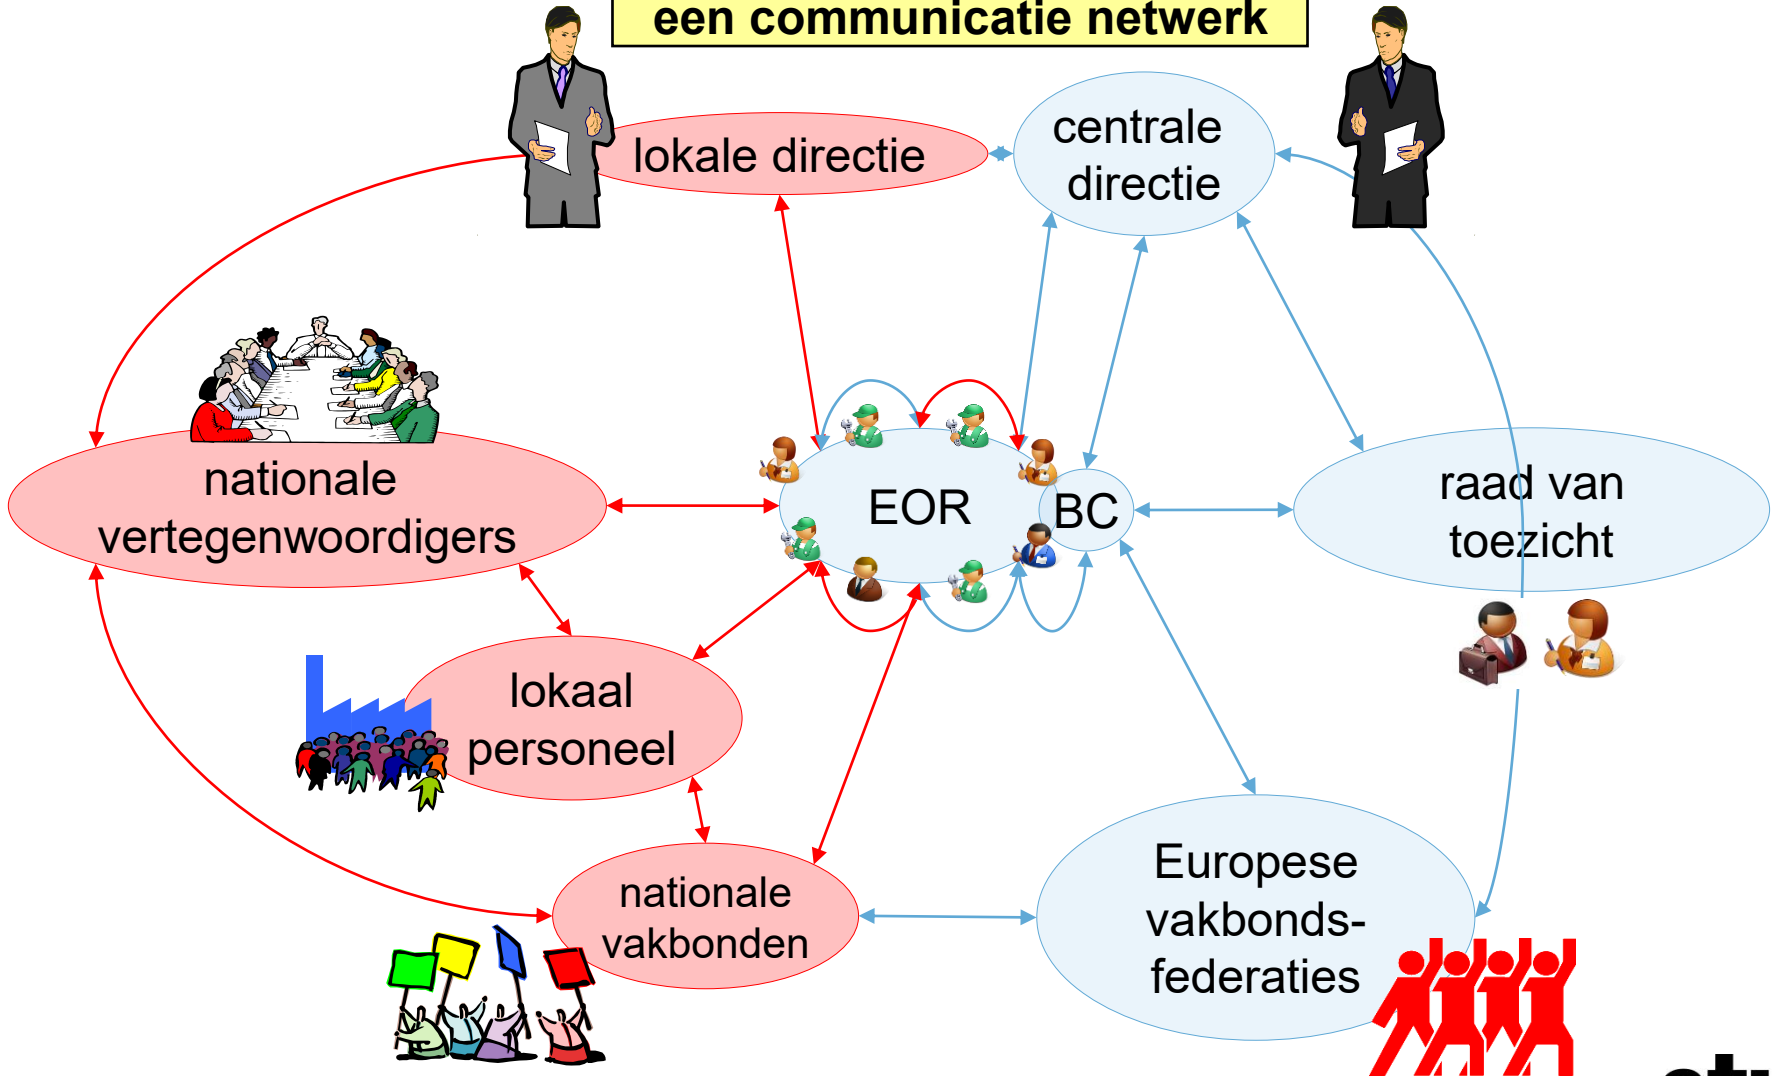 een communicatie netwerk
lokale directie
centrale
directie
nationale
vertegenwoordigers
EOR
BC
raad van
toezicht
lokaal
personeel
nationale
vakbonden
Europese
vakbonds-
federaties